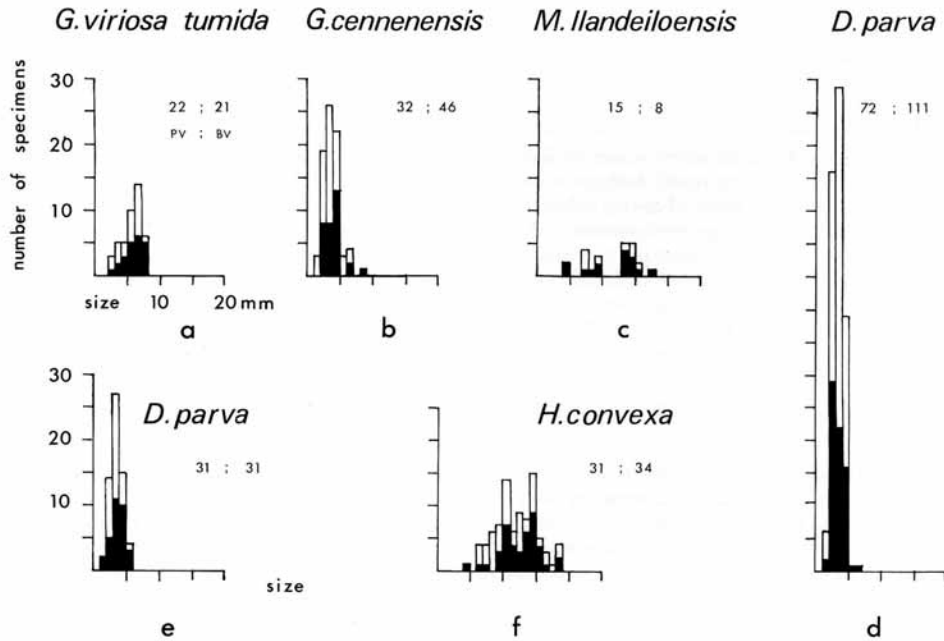 G.viriosa tumida G.cennenensis M.llandeiloensis D.parva
number of specimens
30
20
10
22 ; 21
PV ; BV
32 ; 46
15 ; 8
72 ; 111
size 10 20 mm
a b c
30
20
10
D.parva
31 ; 31
H.convexa
31 ; 34
size
e f d